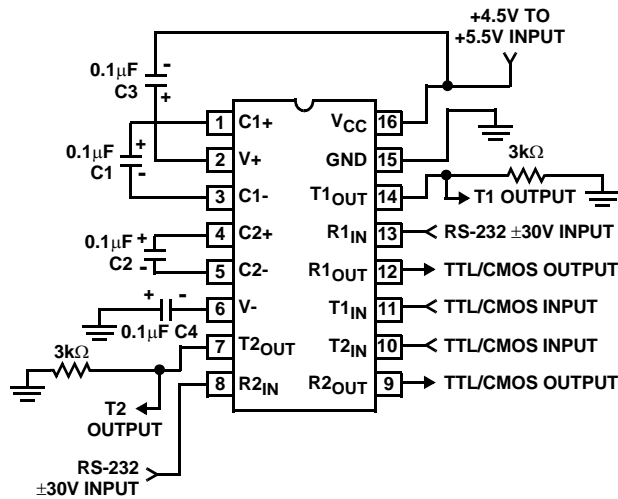 +4.5V TO
+5.5V INPUT
0.1μF
C3
-
+
1 C1+
VCC 16
0.1μF
C1
+
-
2 V+
GND 15
3kΩ
3 C1-
T1OUT 14
T1 OUTPUT
4 C2+
R1IN 13
RS-232 ±30V INPUT
0.1μF
C2
+
-
5 C2-
R1OUT 12
TTL/CMOS OUTPUT
+ -
0.1μF C4
6 V-
T1IN 11
TTL/CMOS INPUT
3kΩ
7 T2OUT
T2IN 10
TTL/CMOS INPUT
8 R2IN
R2OUT 9
TTL/CMOS OUTPUT
T2
OUTPUT
RS-232
±30V INPUT